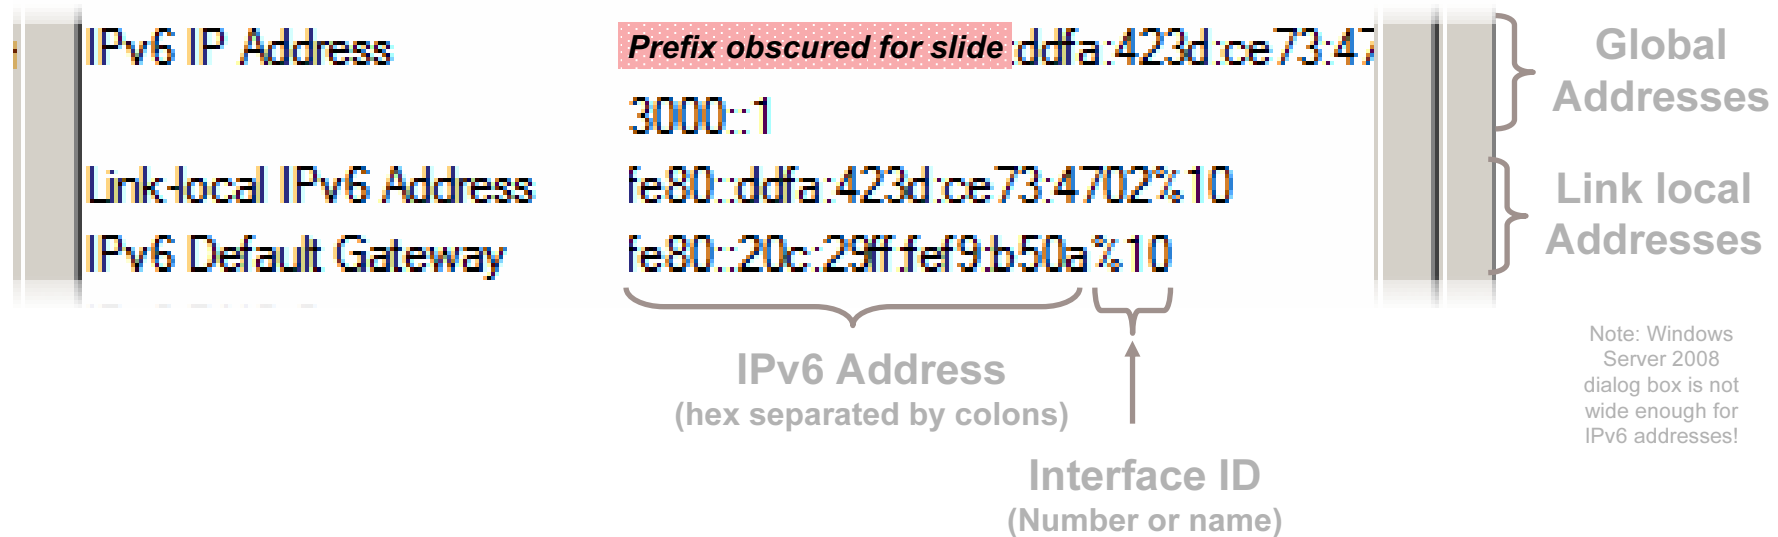 IPv6 IP Address Prefix obscured for slide :ddfa:423d:ce73:47
3000::1
Link-local IPv6 Address fe80::ddfa:423d:ce73:4702%10
IPv6 Default Gateway fe80::20c:29ff:fef9:b50a%10
Global
Addresses
Link local
Addresses
IPv6 Address
(hex separated by colons)
Interface ID
(Number or name)
Note: Windows
Server 2008
dialog box is not
wide enough for
IPv6 addresses!